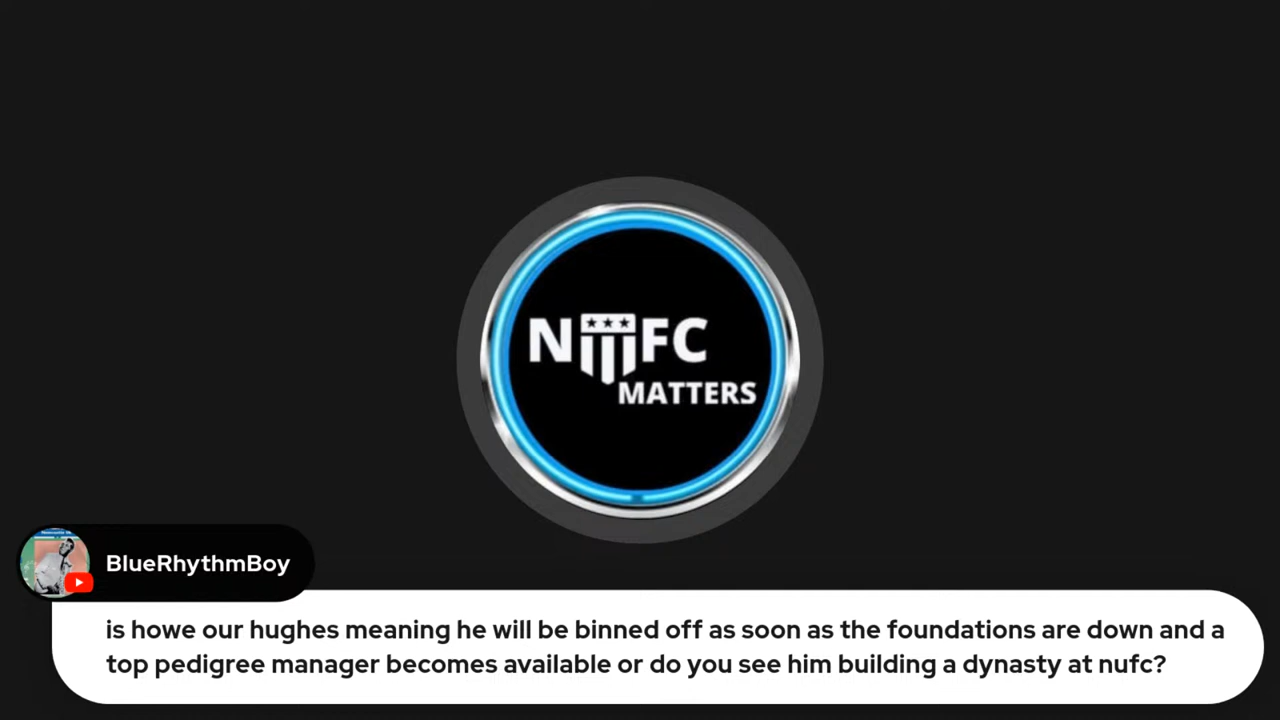 NUFC
MATTERS
BlueRhythmBoy
is howe our hughes meaning he will be binned off as soon as the foundations are down and a
top pedigree manager becomes available or do you see him building a dynasty at nufc?